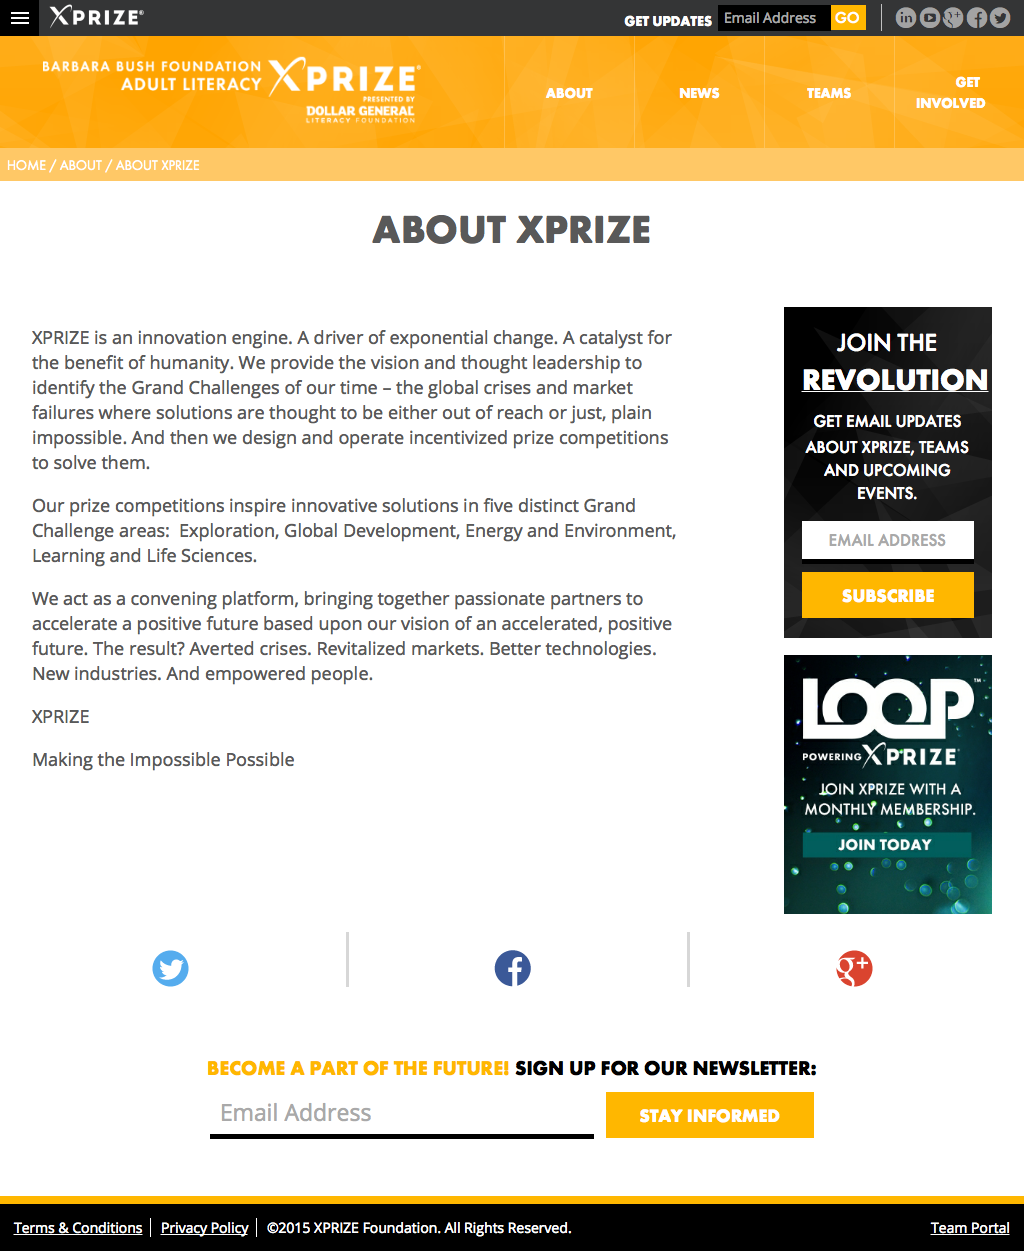 XPRIZE®
GET UPDATES
Email Address
GO
BARBARA BUSH FOUNDATION
ADULT LITERACY
XPRIZE®
PRESENTED BY
DOLLAR GENERAL
LITERACY FOUNDATION
ABOUT
NEWS
TEAMS
GET
INVOLVED
HOME / ABOUT / ABOUT XPRIZE
ABOUT XPRIZE
XPRIZE is an innovation engine. A driver of exponential change. A catalyst for
the benefit of humanity. We provide the vision and thought leadership to
identify the Grand Challenges of our time – the global crises and market
failures where solutions are thought to be either out of reach or just, plain
impossible. And then we design and operate incentivized prize competitions
to solve them.
Our prize competitions inspire innovative solutions in five distinct Grand
Challenge areas:  Exploration, Global Development, Energy and Environment,
Learning and Life Sciences.
We act as a convening platform, bringing together passionate partners to
accelerate a positive future based upon our vision of an accelerated, positive
future. The result? Averted crises. Revitalized markets. Better technologies.
New industries. And empowered people.
XPRIZE
Making the Impossible Possible
JOIN THE
REVOLUTION
GET EMAIL UPDATES
ABOUT XPRIZE, TEAMS
AND UPCOMING
EVENTS.
EMAIL ADDRESS
SUBSCRIBE
LOOP™
POWERING XPRIZE
JOIN XPRIZE WITH A
MONTHLY MEMBERSHIP.
JOIN TODAY
BECOME A PART OF THE FUTURE! SIGN UP FOR OUR NEWSLETTER:
Email Address
STAY INFORMED
Terms & Conditions
Privacy Policy
©2015 XPRIZE Foundation. All Rights Reserved.
Team Portal